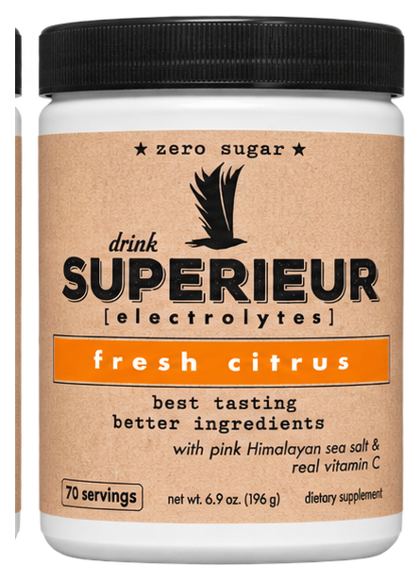 ★ zero sugar ★
drink
SUPERIEUR
[electrolytes]
fresh citrus
best tasting
better ingredients
with pink Himalayan sea salt &
real vitamin C
70 servings net wt. 6.9 oz. (196 g) dietary supplement